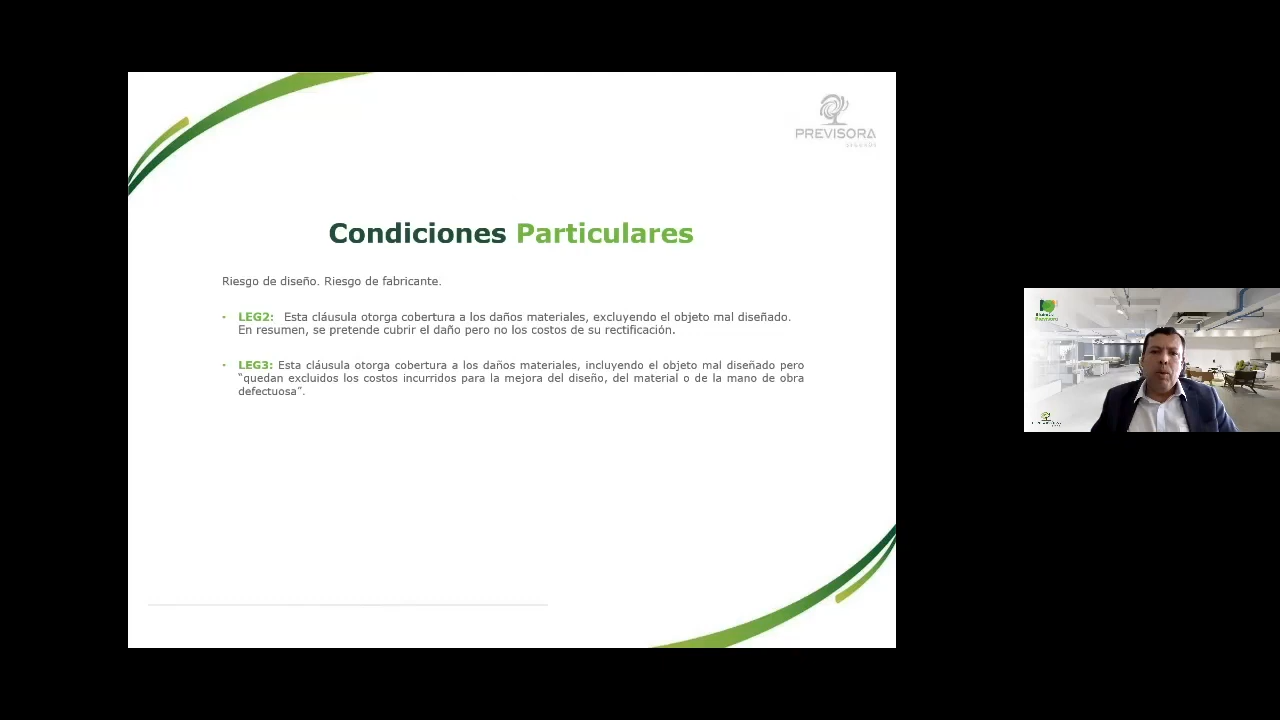 PREVISORA
SEGUROS
Condiciones Particulares
Riesgo de diseño. Riesgo de fabricante.
• LEG2: Esta cláusula otorga cobertura a los daños materiales, excluyendo el objeto mal diseñado.
En resumen, se pretende cubrir el daño pero no los costos de su rectificación.
• LEG3: Esta cláusula otorga cobertura a los daños materiales, incluyendo el objeto mal diseñado pero
“quedan excluidos los costos incurridos para la mejora del diseño, del material o de la mano de obra
defectuosa”.